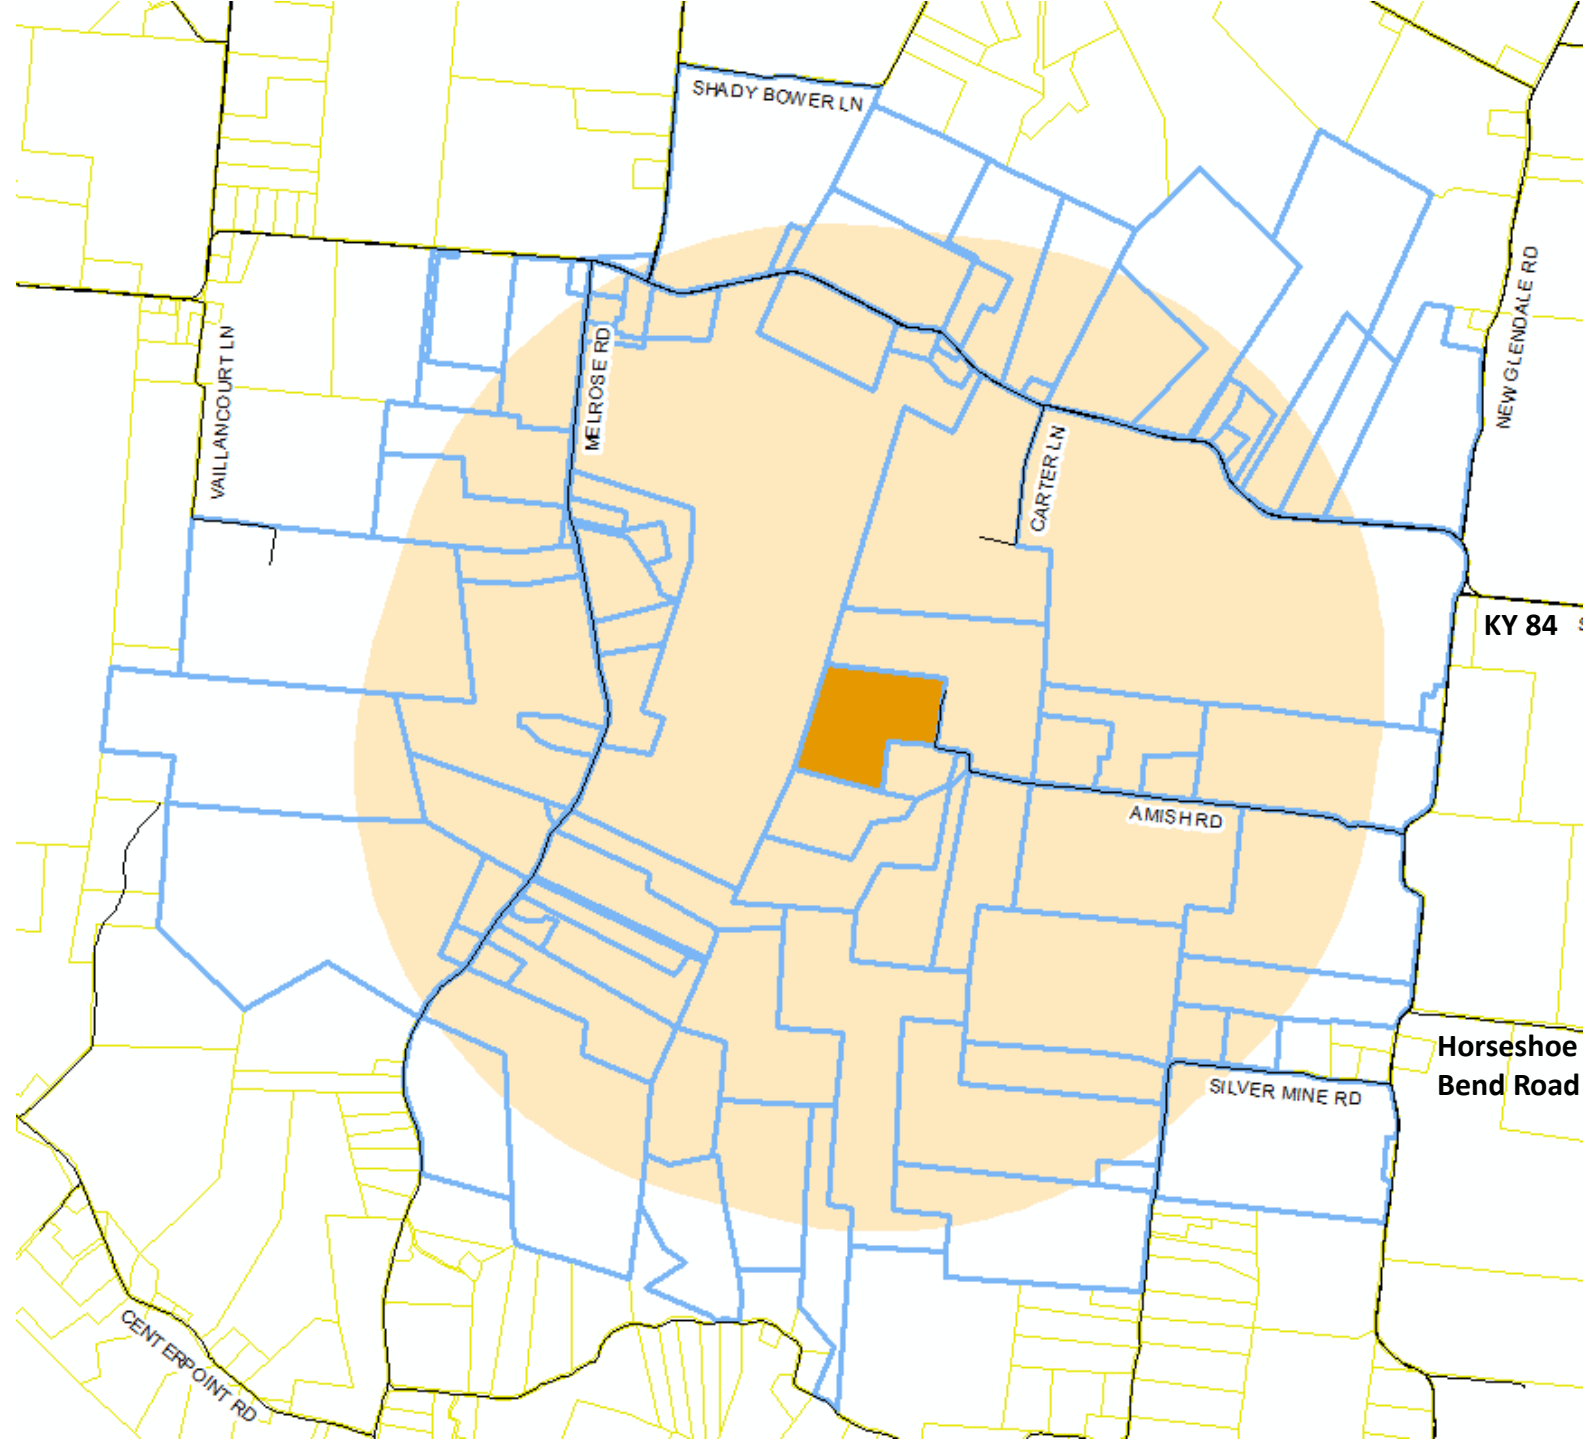 SHADY BOWER LN
NEW GLENDALE RD
VAILLANCOURT LN
MELROSE RD
CARTER LN
KY 84
AMISH RD
Horseshoe
Bend Road
SILVER MINE RD
CENTERPOINT RD